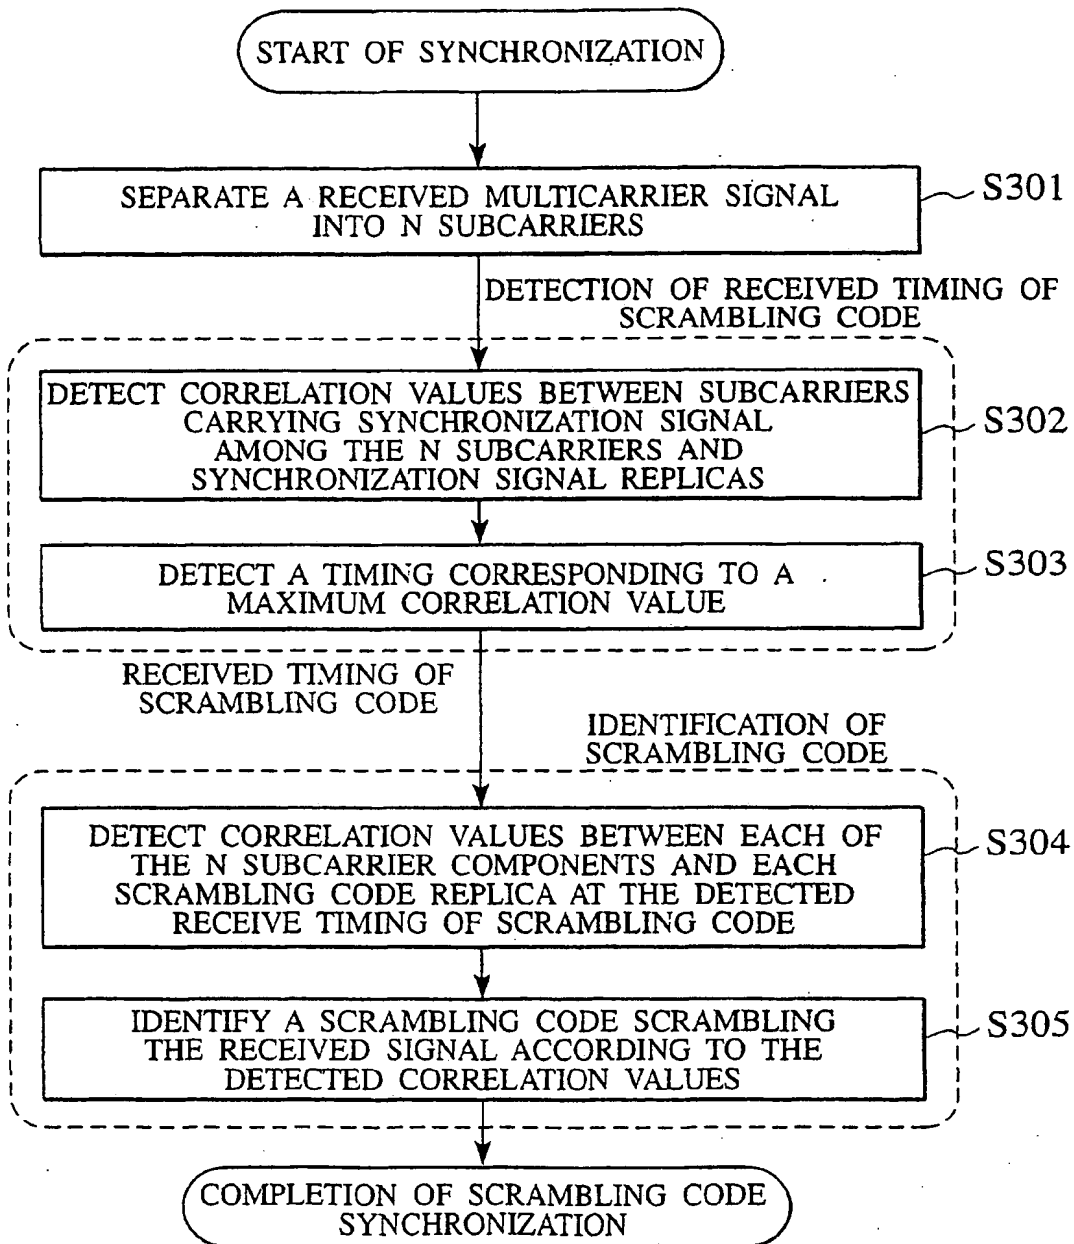 START OF SYNCHRONIZATION
SEPARATE A RECEIVED MULTICARRIER SIGNAL
INTO N SUBCARRIERS
S301
DETECTION OF RECEIVED TIMING OF
SCRAMBLING CODE
DETECT CORRELATION VALUES BETWEEN SUBCARRIERS
CARRYING SYNCHRONIZATION SIGNAL
AMONG THE N SUBCARRIERS AND
SYNCHRONIZATION SIGNAL REPLICAS
S302
DETECT A TIMING CORRESPONDING TO A
MAXIMUM CORRELATION VALUE
S303
RECEIVED TIMING OF
SCRAMBLING CODE
IDENTIFICATION OF
SCRAMBLING CODE
DETECT CORRELATION VALUES BETWEEN EACH OF
THE N SUBCARRIER COMPONENTS AND EACH
SCRAMBLING CODE REPLICA AT THE DETECTED
RECEIVE TIMING OF SCRAMBLING CODE
S304
IDENTIFY A SCRAMBLING CODE SCRAMBLING
THE RECEIVED SIGNAL ACCORDING TO THE
DETECTED CORRELATION VALUES
S305
COMPLETION OF SCRAMBLING CODE
SYNCHRONIZATION